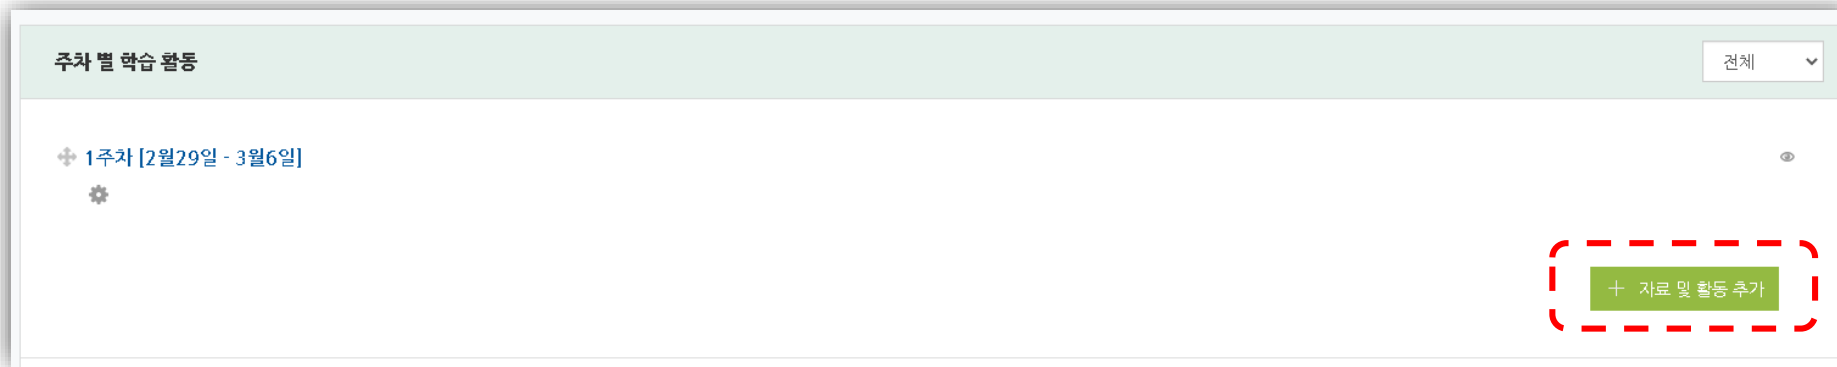 주차 별 학습 활동
전체
1주차 [2월29일 - 3월6일]
+ 자료 및 활동 추가